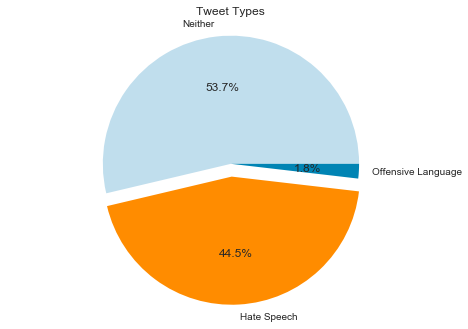 Tweet Types
Neither
53.7%
1.8%
Offensive Language
44.5%
Hate Speech